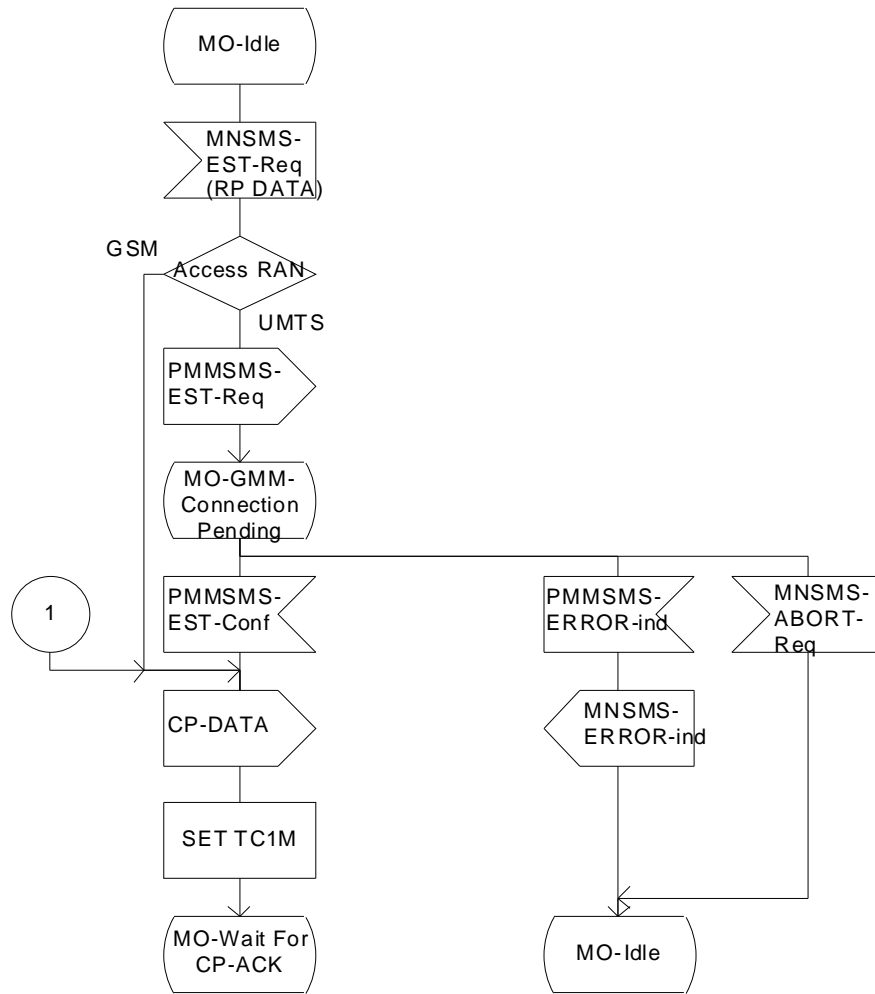 MO-Idle
MNSMS-
EST-Req
(RP DATA)
GSM
Access RAN
UMTS
PMMSMS-
EST-Req
MO-GMM-
Connection
Pending
1
PMMSMS-
EST-Conf
PMMSMS-
ERROR-ind
MNSMS-
ABORT-
Req
CP-DATA
MNSMS-
ERROR-ind
SET TC1M
MO-Wait For
CP-ACK
MO-Idle